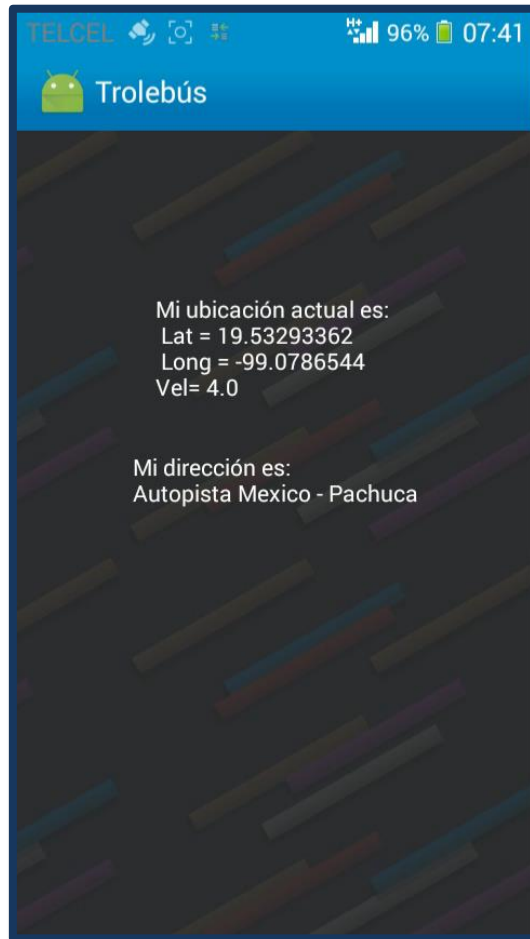 TELCEL H+ 96% 07:41
Trolebús
Mi ubicación actual es:
Lat = 19.53293362
Long = -99.0786544
Vel= 4.0
Mi dirección es:
Autopista Mexico - Pachuca